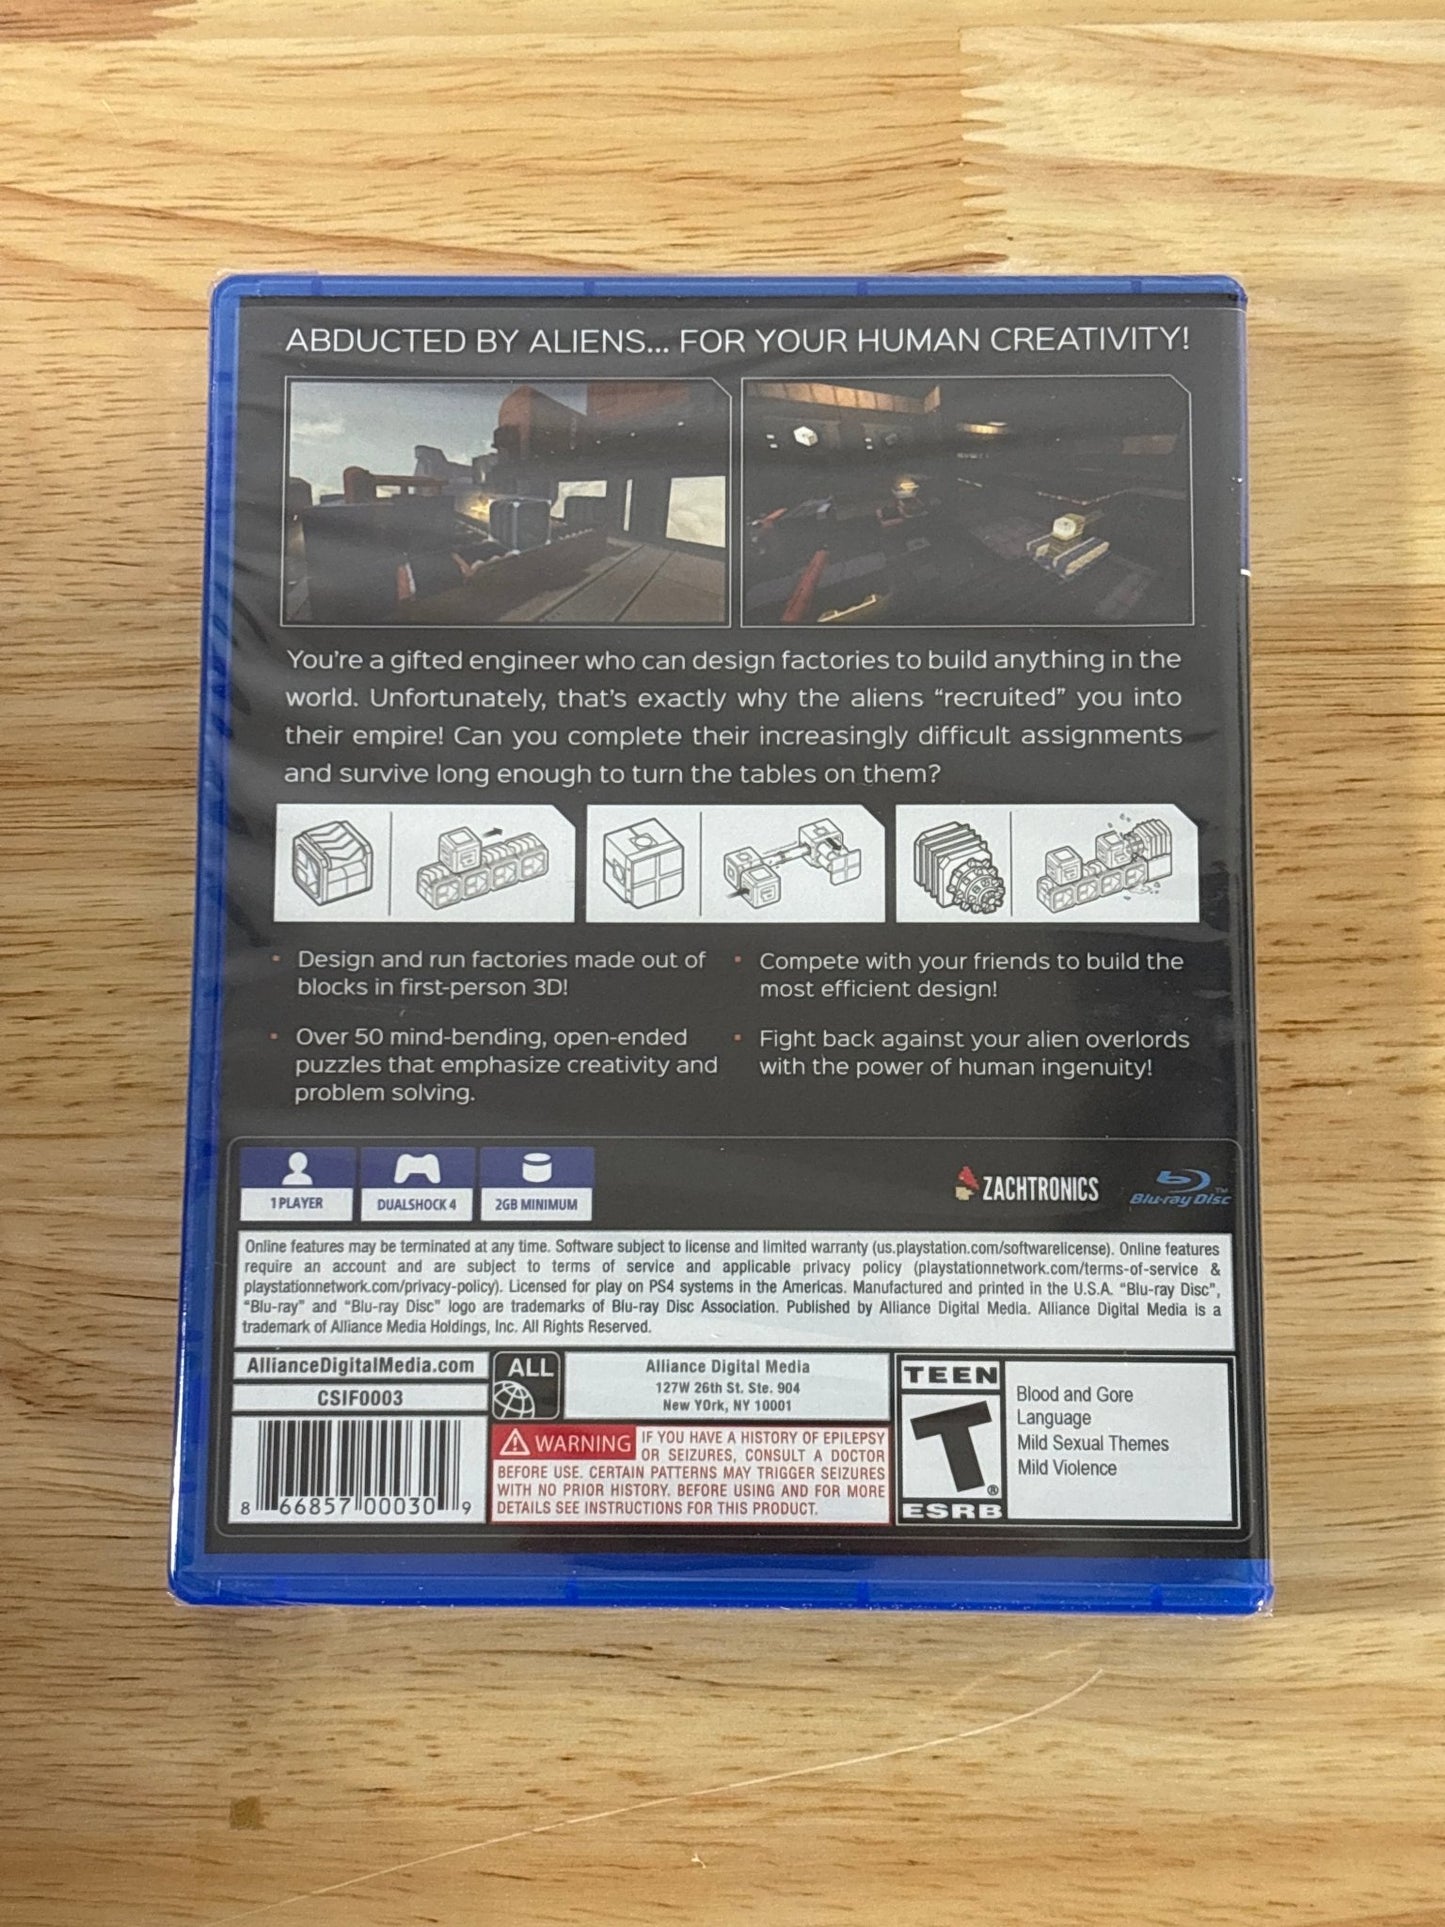 ABDUCTED BY ALIENS... FOR YOUR HUMAN CREATIVITY!
You're a gifted engineer who can design factories to build anything in the
world. Unfortunately, that's exactly why the aliens "recruited" you into
their empire! Can you complete their increasingly difficult assignments
and survive long enough to turn the tables on them?
• Design and run factories made out of
blocks in first-person 3D!
• Over 50 mind-bending, open-ended
puzzles that emphasize creativity and
problem solving.
• Compete with your friends to build the
most efficient design!
• Fight back against your alien overlords
with the power of human ingenuity!
1 PLAYER
DUALSHOCK 4
2GB MINIMUM
ZACHTRONICS
Blu-ray Disc™
Online features may be terminated at any time. Software subject to license and limited warranty (us.playstation.com/softwarelicense). Online features
require an account and are subject to terms of service and applicable privacy policy (playstationnetwork.com/terms-of-service &
playstationnetwork.com/privacy-policy). Licensed for play on PS4 systems in the Americas. Manufactured and printed in the U.S.A. "Blu-ray Disc",
"Blu-ray" and "Blu-ray Disc" logo are trademarks of Blu-ray Disc Association. Published by Alliance Digital Media. Alliance Digital Media is a
trademark of Alliance Media Holdings, Inc. All Rights Reserved.
AllianceDigitalMedia.com
CSIF0003
8 66857 00030 9
ALL
Alliance Digital Media
127W 26th St. Ste. 904
New YOrk, NY 10001
WARNING IF YOU HAVE A HISTORY OF EPILEPSY
OR SEIZURES, CONSULT A DOCTOR
BEFORE USE. CERTAIN PATTERNS MAY TRIGGER SEIZURES
WITH NO PRIOR HISTORY. BEFORE USING AND FOR MORE
DETAILS SEE INSTRUCTIONS FOR THIS PRODUCT.
TEEN
T®
ESRB
Blood and Gore
Language
Mild Sexual Themes
Mild Violence